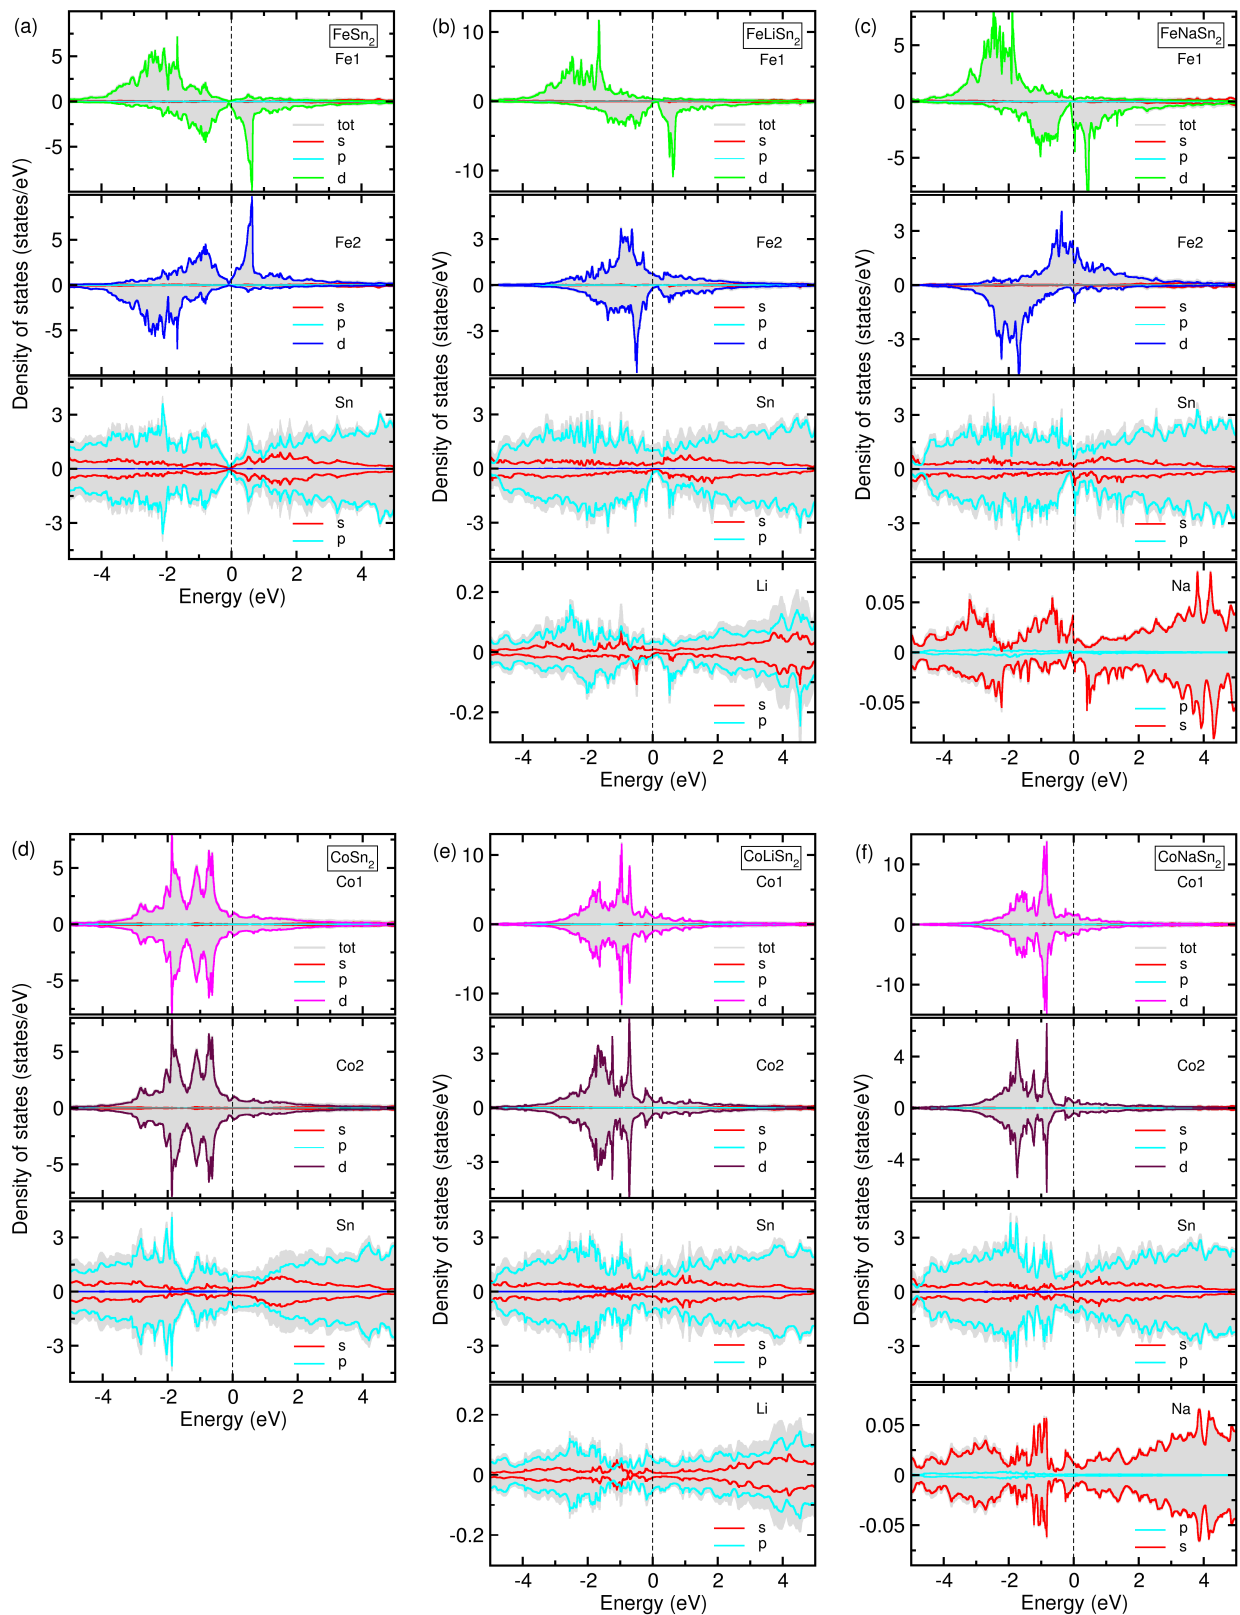 (a)
FeSn2
Fe1
5
0
-5
tot
s
p
d
Fe2
5
0
-5
s
p
d
Sn
3
0
-3
s
p
-4 -2 0 2 4
Energy (eV)
Density of states (states/eV)
(b)
FeLiSn2
Fe1
10
0
-10
tot
s
p
d
Fe2
3
0
-3
s
p
d
Sn
3
0
-3
s
p
Li
0.2
0
-0.2
s
p
-4 -2 0 2 4
Energy (eV)
Density of states (states/eV)
(c)
FeNaSn2
Fe1
5
0
-5
tot
s
p
d
Fe2
3
0
-3
s
p
d
Sn
3
0
-3
s
p
Na
0.05
0
-0.05
p
s
-4 -2 0 2 4
Energy (eV)
Density of states (states/eV)
(d)
CoSn2
Co1
5
0
-5
tot
s
p
d
Co2
5
0
-5
s
p
d
Sn
3
0
-3
s
p
-4 -2 0 2 4
Energy (eV)
Density of states (states/eV)
(e)
CoLiSn2
Co1
10
0
-10
tot
s
p
d
Co2
3
0
-3
s
p
d
Sn
3
0
-3
s
p
Li
0.2
0
-0.2
s
p
-4 -2 0 2 4
Energy (eV)
Density of states (states/eV)
(f)
CoNaSn2
Co1
10
0
-10
tot
s
p
d
Co2
4
0
-4
s
p
d
Sn
3
0
-3
s
p
Na
0.05
0
-0.05
p
s
-4 -2 0 2 4
Energy (eV)
Density of states (states/eV)